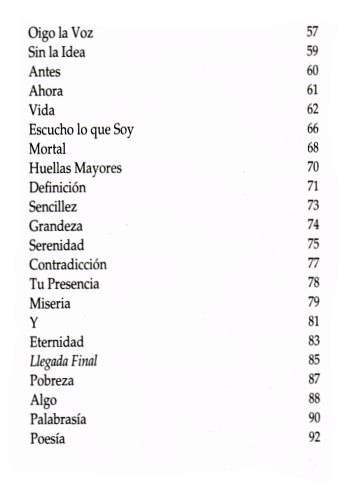 Oigo la Voz 57
Sin la Idea 59
Antes 60
Ahora 61
Vida 62
Escucho lo que Soy 66
Mortal 68
Huellas Mayores 70
Definición 71
Sencillez 73
Grandeza 74
Serenidad 75
Contradicción 77
Tu Presencia 78
Miseria 79
Y 81
Eternidad 83
Llegada Final 85
Pobreza 87
Algo 88
Palabrasía 90
Poesía 92